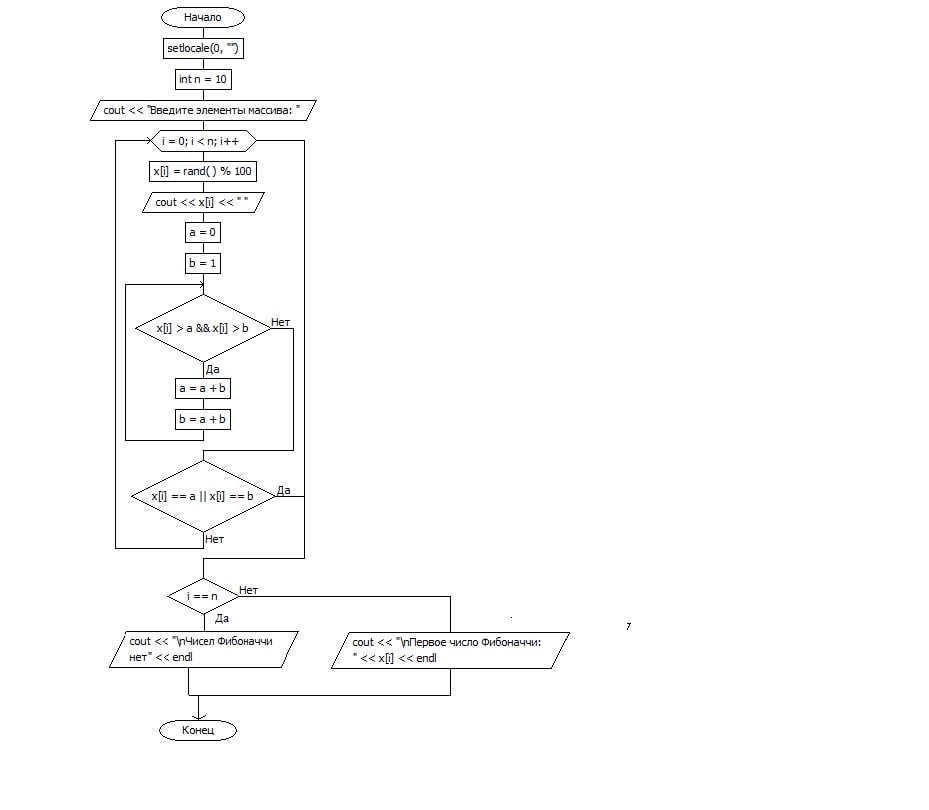 Начало
setlocale(0, "")
int n = 10
cout << "Введите элементы массива: "
i = 0; i < n; i++
x[i] = rand( ) % 100
cout << x[i] << " "
a = 0
b = 1
x[i] > a && x[i] > b
Нет
Да
a = a + b
b = a + b
x[i] == a || x[i] == b
Да
Нет
i == n
Нет
Да
cout << "\nЧисел Фибоначчи
нет" << endl
cout << "\nПервое число Фибоначчи:
" << x[i] << endl
7
Конец